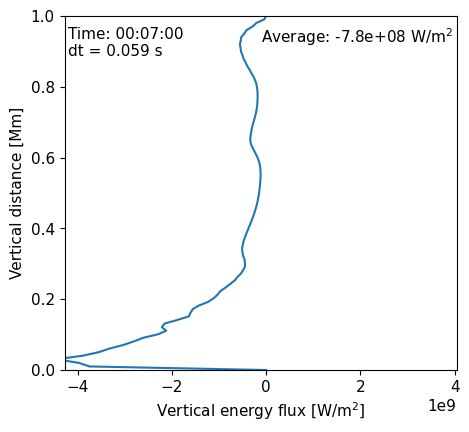 1.0
0.8
0.6
0.4
0.2
0.0
Vertical distance [Mm]
Time: 00:07:00
dt = 0.059 s
Average: -7.8e+08 W/m²
−4
−2
0
2
4
1e9
Vertical energy flux [W/m²]